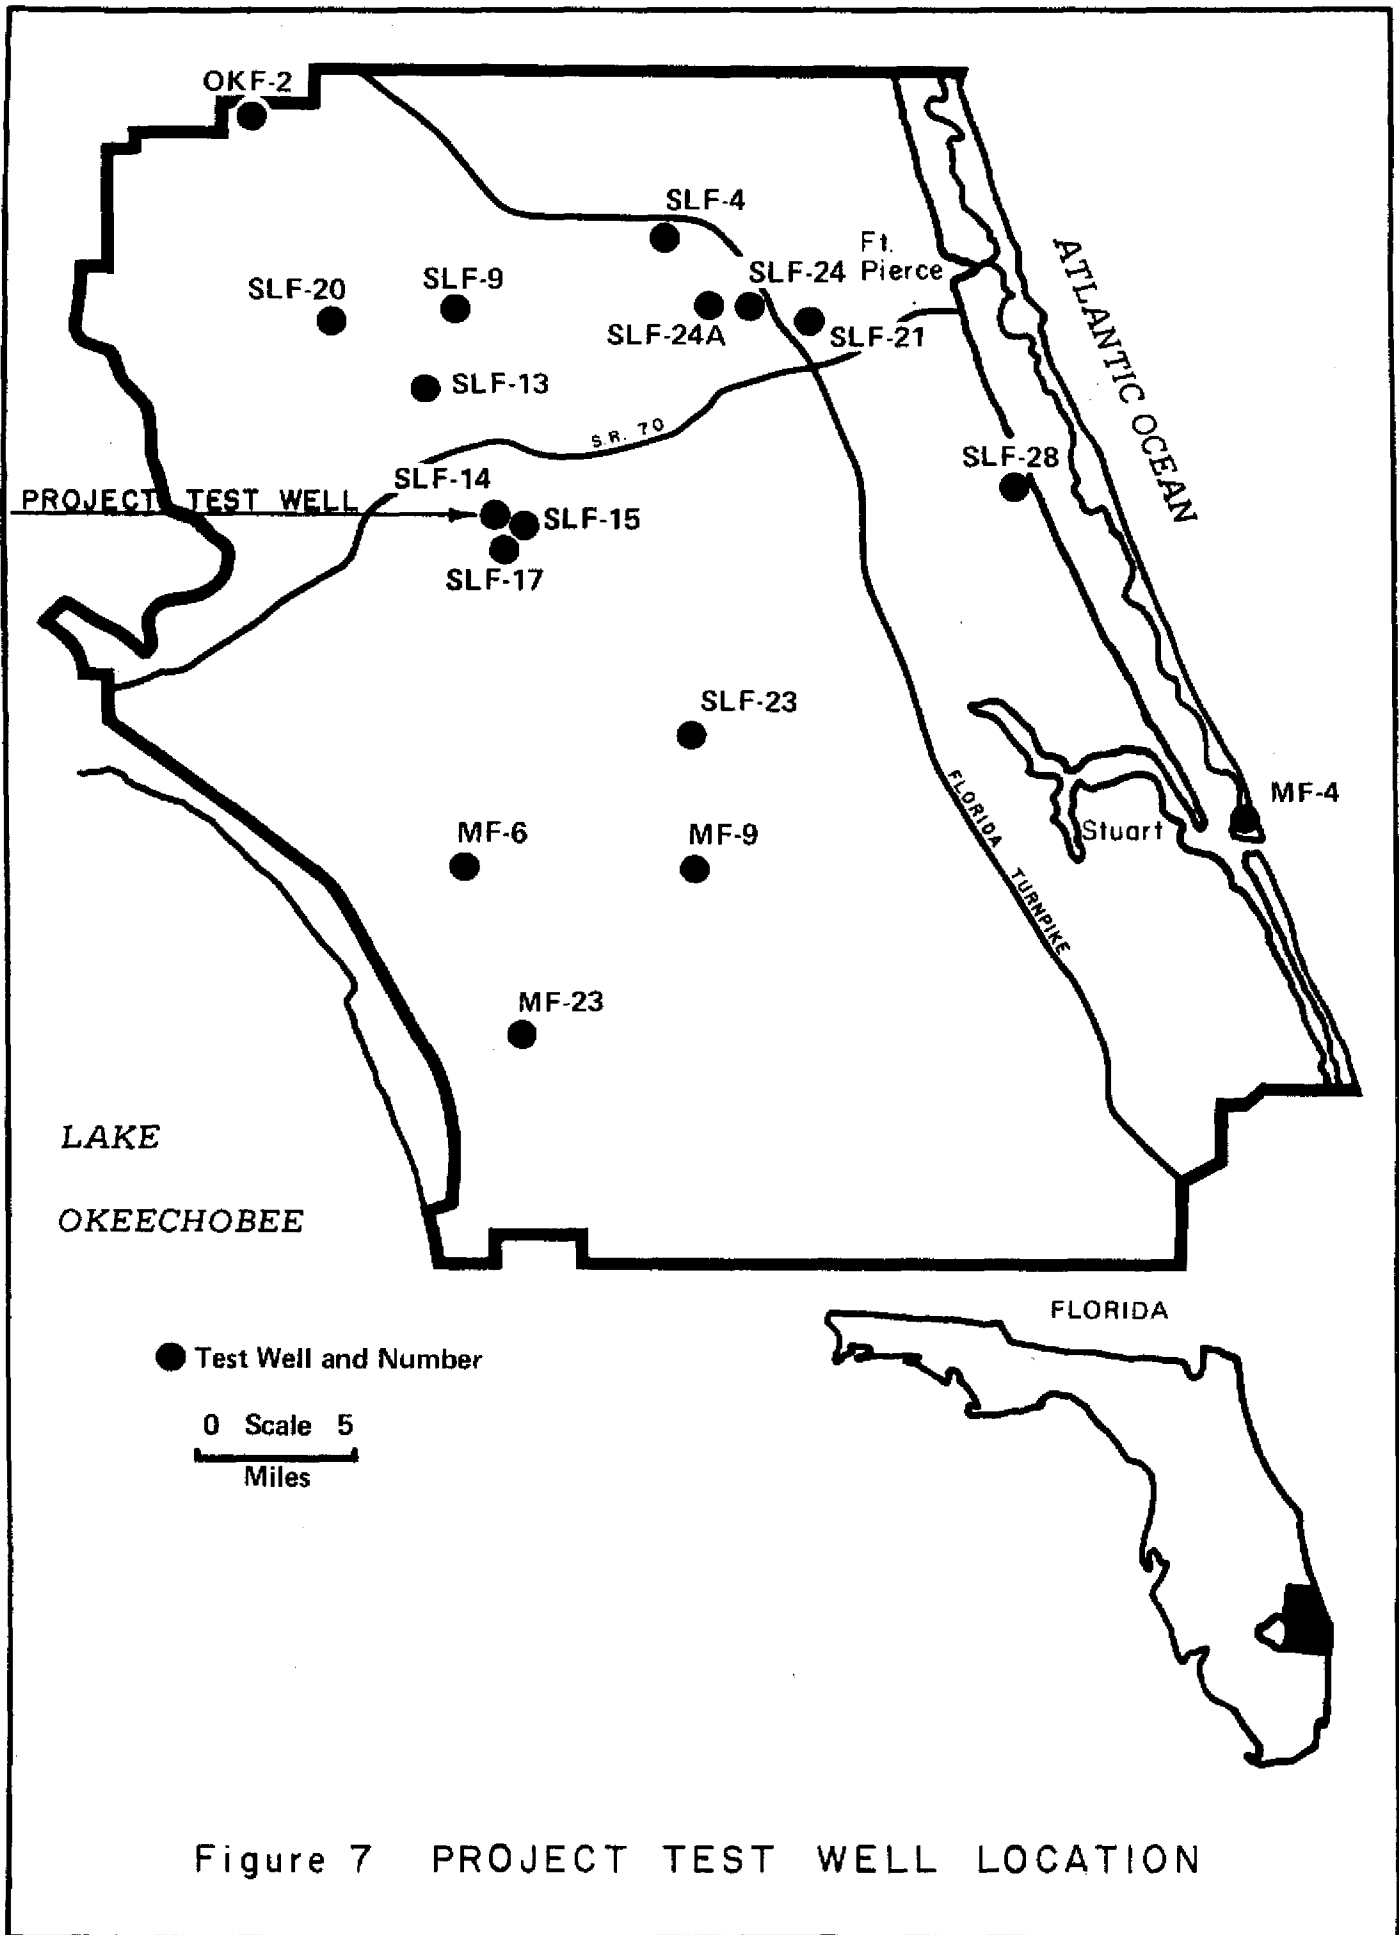 OKF-2
SLF-4
Ft.
Pierce
SLF-24
SLF-9
SLF-20
SLF-24A
SLF-21
ATLANTIC OCEAN
SLF-13
S.R. 70
SLF-28
SLF-14
PROJECT TEST WELL
SLF-15
SLF-17
SLF-23
FLORIDA TURNPIKE
MF-4
Stuart
MF-6
MF-9
MF-23
LAKE
OKEECHOBEE
FLORIDA
Test Well and Number
0 Scale 5
Miles
Figure 7 PROJECT TEST WELL LOCATION